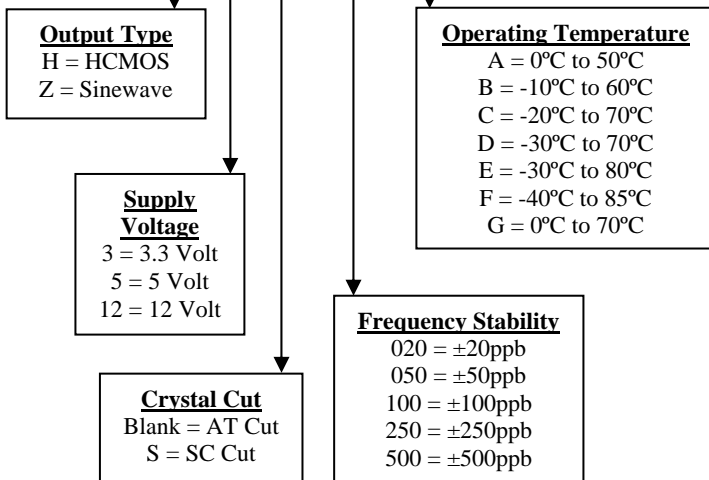 Output Type
H = HCMOS
Z = Sinewave
Operating Temperature
A = 0ºC to 50ºC
B = -10ºC to 60ºC
C = -20ºC to 70ºC
D = -30ºC to 70ºC
E = -30ºC to 80ºC
F = -40ºC to 85ºC
G = 0ºC to 70ºC
Supply
Voltage
3 = 3.3 Volt
5 = 5 Volt
12 = 12 Volt
Frequency Stability
020 = ±20ppb
050 = ±50ppb
100 = ±100ppb
250 = ±250ppb
500 = ±500ppb
Crystal Cut
Blank = AT Cut
S = SC Cut